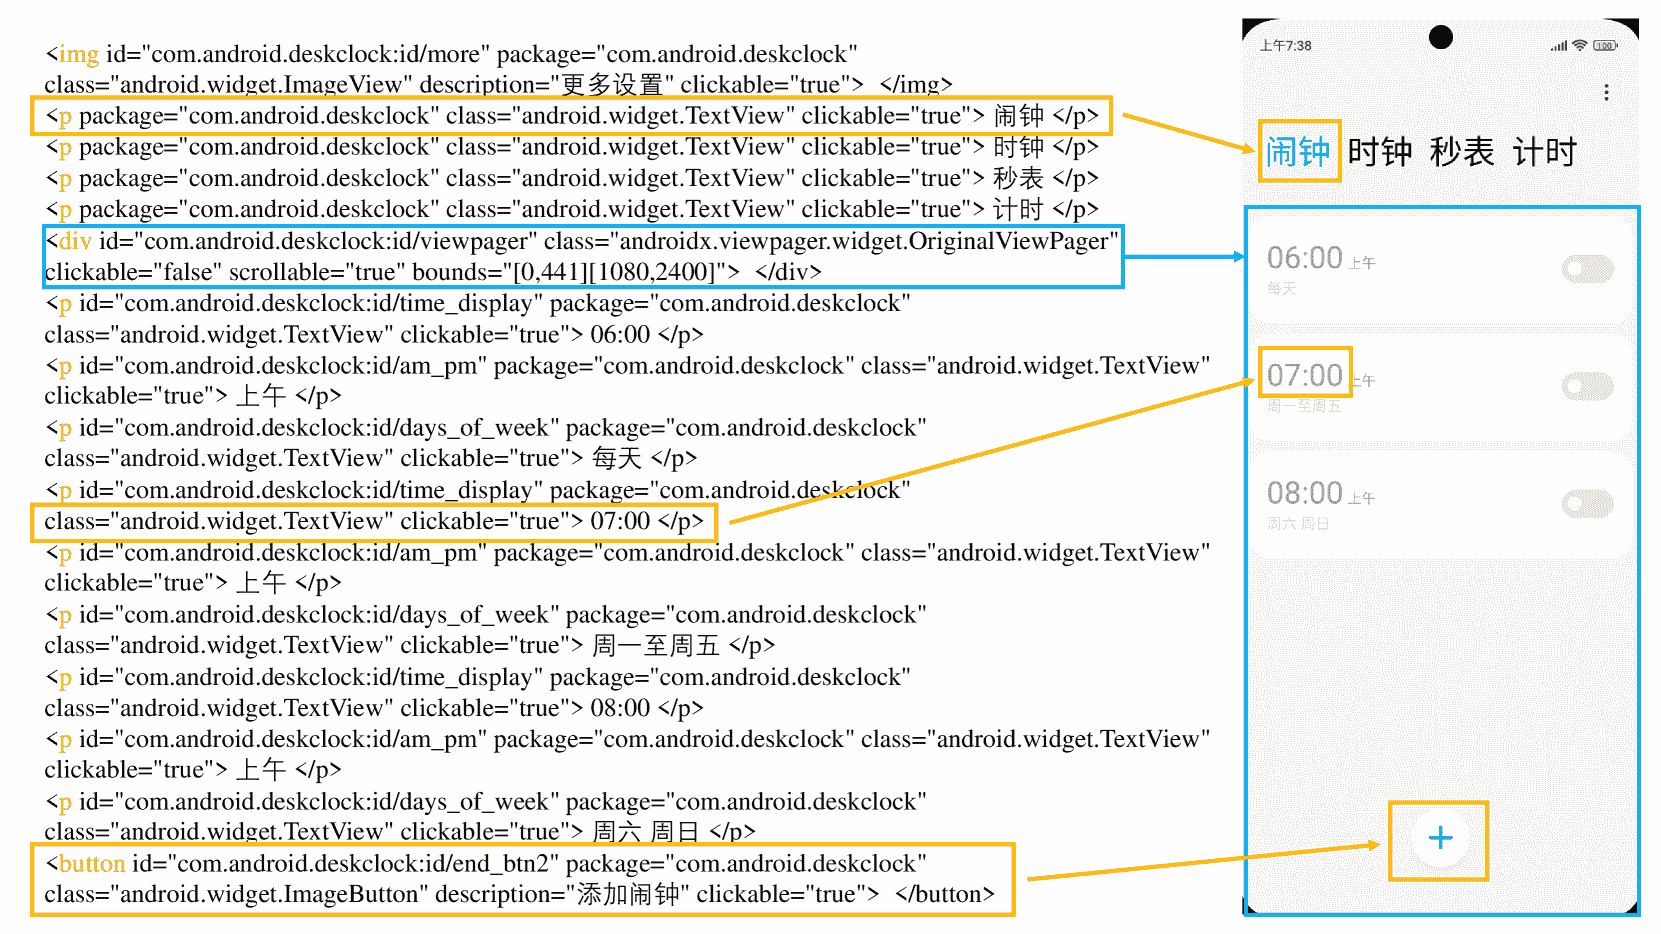 <img id="com.android.deskclock:id/more" package="com.android.deskclock"
class="android.widget.ImageView" description="更多设置" clickable="true">  </img>
<p package="com.android.deskclock" class="android.widget.TextView" clickable="true"> 闹钟 </p>
<p package="com.android.deskclock" class="android.widget.TextView" clickable="true"> 时钟 </p>
<p package="com.android.deskclock" class="android.widget.TextView" clickable="true"> 秒表 </p>
<p package="com.android.deskclock" class="android.widget.TextView" clickable="true"> 计时 </p>
<div id="com.android.deskclock:id/viewpager" class="androidx.viewpager.widget.OriginalViewPager"
clickable="false" scrollable="true" bounds="[0,441][1080,2400]">  </div>
<p id="com.android.deskclock:id/time_display" package="com.android.deskclock"
class="android.widget.TextView" clickable="true"> 06:00 </p>
<p id="com.android.deskclock:id/am_pm" package="com.android.deskclock" class="android.widget.TextView"
clickable="true"> 上午 </p>
<p id="com.android.deskclock:id/days_of_week" package="com.android.deskclock"
class="android.widget.TextView" clickable="true"> 每天 </p>
<p id="com.android.deskclock:id/time_display" package="com.android.deskclock"
class="android.widget.TextView" clickable="true"> 07:00 </p>
<p id="com.android.deskclock:id/am_pm" package="com.android.deskclock" class="android.widget.TextView"
clickable="true"> 上午 </p>
<p id="com.android.deskclock:id/days_of_week" package="com.android.deskclock"
class="android.widget.TextView" clickable="true"> 周一至周五 </p>
<p id="com.android.deskclock:id/time_display" package="com.android.deskclock"
class="android.widget.TextView" clickable="true"> 08:00 </p>
<p id="com.android.deskclock:id/am_pm" package="com.android.deskclock" class="android.widget.TextView"
clickable="true"> 上午 </p>
<p id="com.android.deskclock:id/days_of_week" package="com.android.deskclock"
class="android.widget.TextView" clickable="true"> 周六 周日 </p>
<button id="com.android.deskclock:id/end_btn2" package="com.android.deskclock"
class="android.widget.ImageButton" description="添加闹钟" clickable="true">  </button>
上午7:38
100
闹钟 时钟 秒表 计时
06:00 上午
每天
07:00 上午
周一至周五
08:00 上午
周六 周日